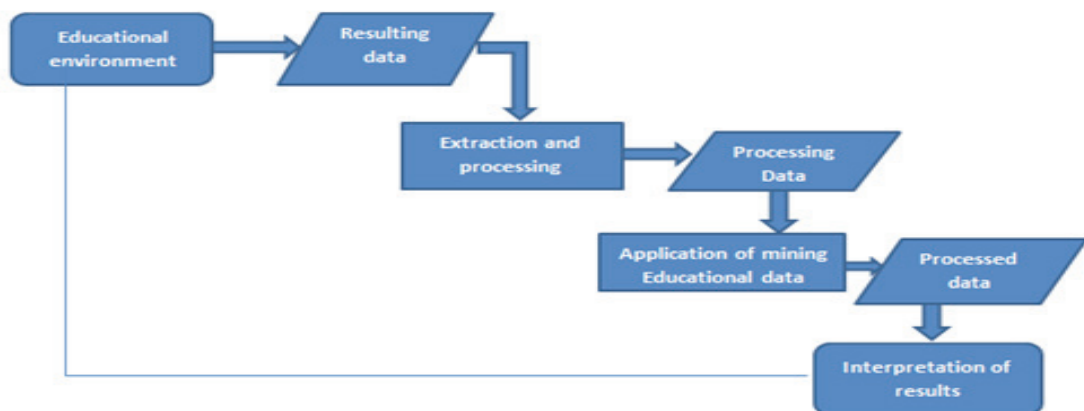 Educational
environment
Resulting
data
Extraction and
processing
Processing
Data
Application of mining
Educational data
Processed
data
Interpretation of
results